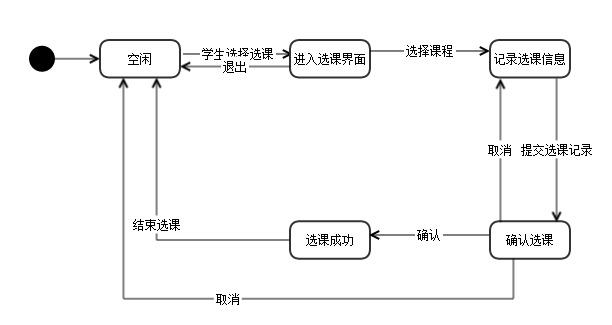 学生选择选课
选择课程
空闲
进入选课界面
记录选课信息
退出
取消
提交选课记录
结束选课
确认
选课成功
确认选课
取消